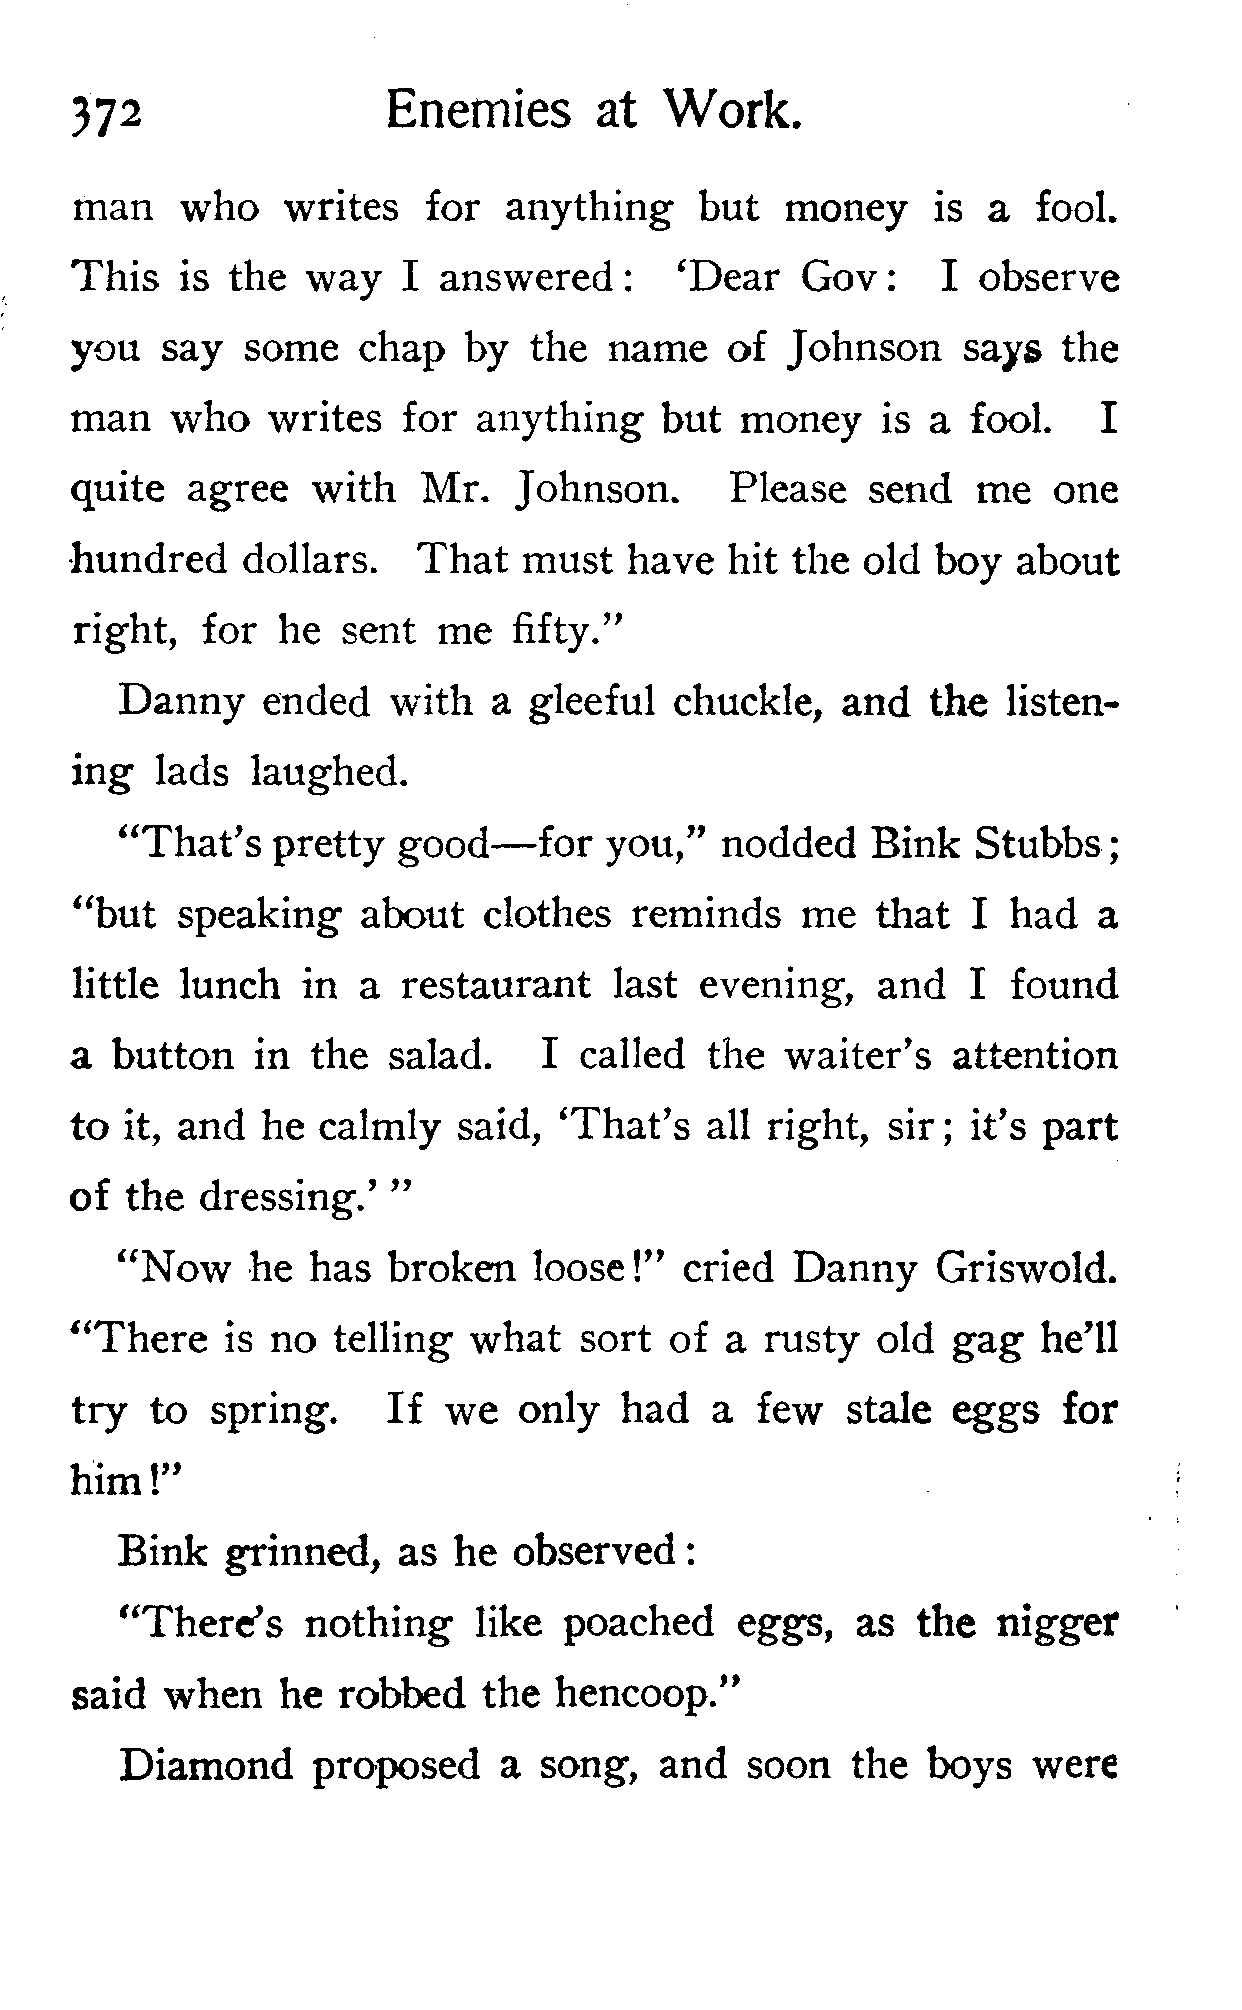 372 Enemies at Work.
man who writes for anything but money is a fool.
This is the way I answered: 'Dear Gov: I observe
you say some chap by the name of Johnson says the
man who writes for anything but money is a fool. I
quite agree with Mr. Johnson. Please send me one
hundred dollars. That must have hit the old boy about
right, for he sent me fifty."
Danny ended with a gleeful chuckle, and the listen-
ing lads laughed.
"That's pretty good—for you," nodded Bink Stubbs;
"but speaking about clothes reminds me that I had a
little lunch in a restaurant last evening, and I found
a button in the salad. I called the waiter's attention
to it, and he calmly said, 'That's all right, sir; it's part
of the dressing.' "
"Now he has broken loose!" cried Danny Griswold.
"There is no telling what sort of a rusty old gag he'll
try to spring. If we only had a few stale eggs for
him!"
Bink grinned, as he observed:
"There's nothing like poached eggs, as the nigger
said when he robbed the hencoop."
Diamond proposed a song, and soon the boys were